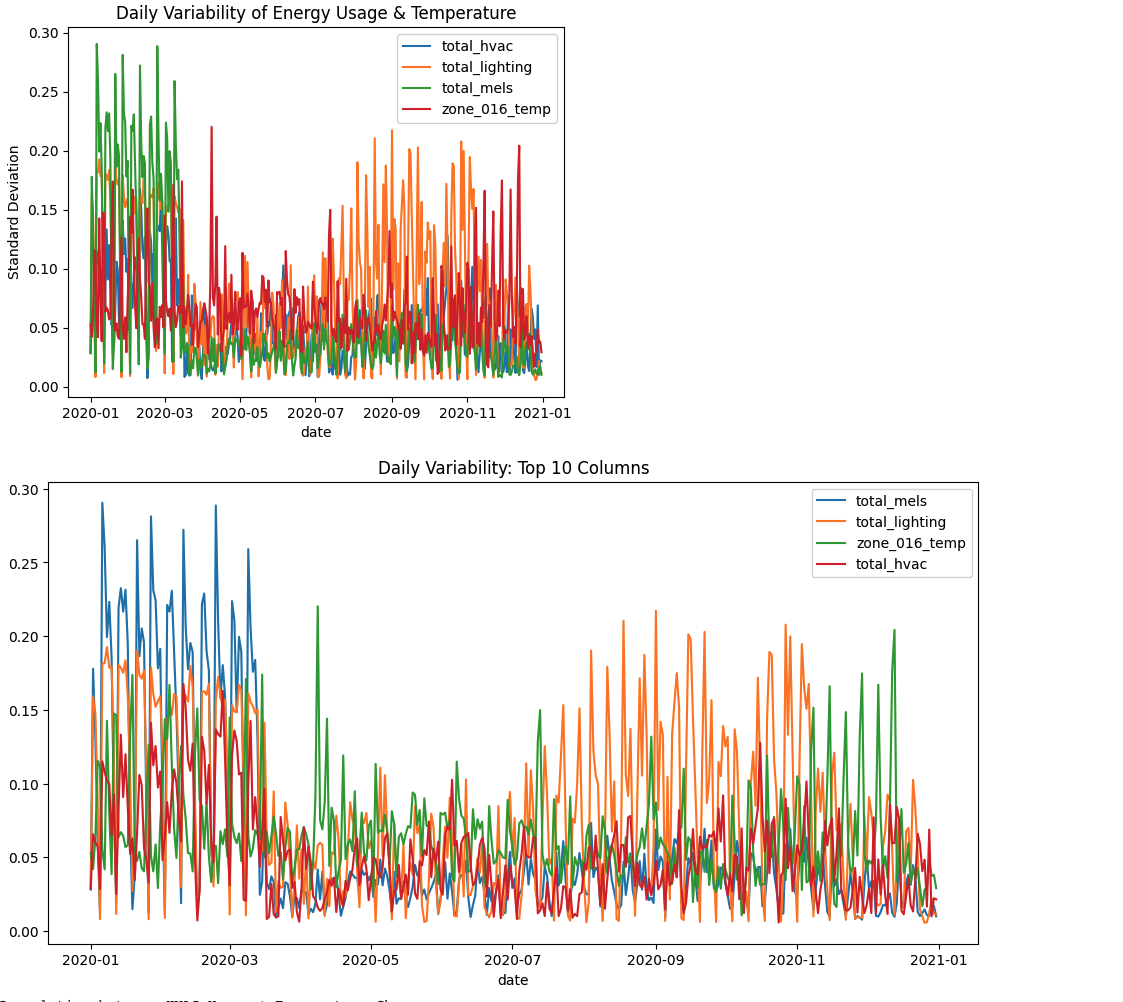 Daily Variability of Energy Usage & Temperature
0.30
0.25
0.20
0.15
0.10
0.05
0.00
Standard Deviation
total_hvac
total_lighting
total_mels
zone_016_temp
2020-01 2020-03 2020-05 2020-07 2020-09 2020-11 2021-01
date
Daily Variability: Top 10 Columns
0.30
0.25
0.20
0.15
0.10
0.05
0.00
total_mels
total_lighting
zone_016_temp
total_hvac
2020-01 2020-03 2020-05 2020-07 2020-09 2020-11 2021-01
date